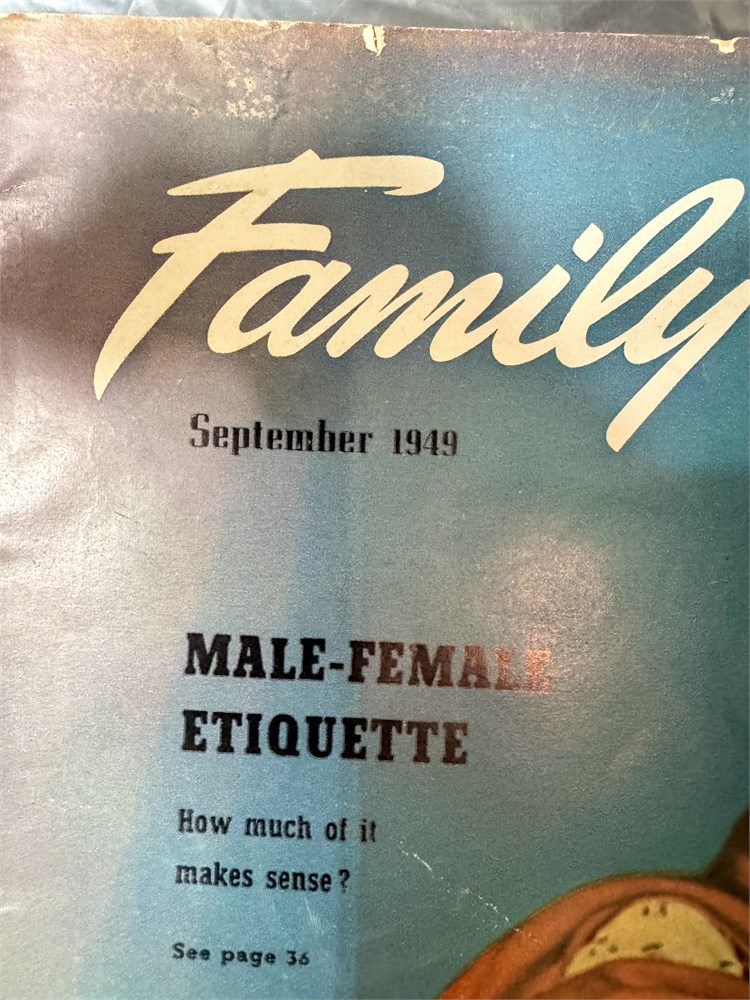 Family
September 1949
MALE-FEMALE
ETIQUETTE
How much of it
makes sense?
See page 36